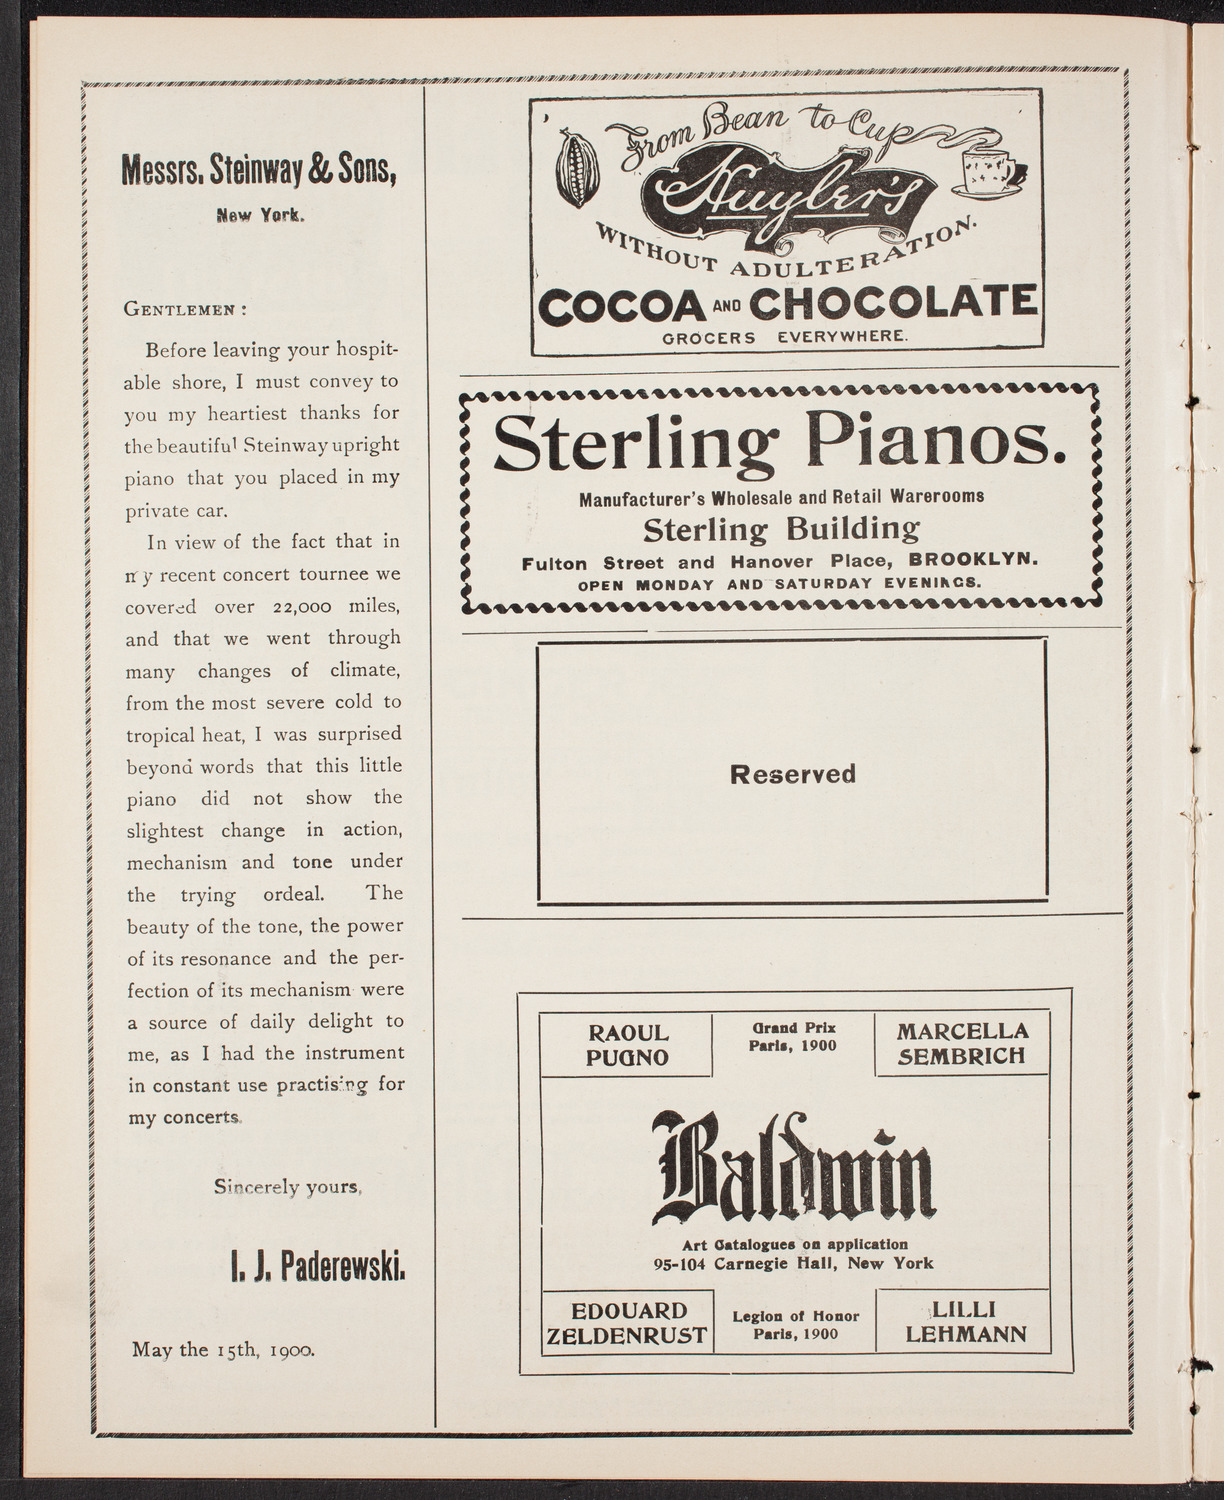 Messrs. Steinway & Sons,
New York.
GENTLEMEN :
Before leaving your hospit-
able shore, I must convey to
you my heartiest thanks for
the beautiful Steinway upright
piano that you placed in my
private car.
In view of the fact that in
my recent concert tournee we
covered over 22,000 miles,
and that we went through
many changes of climate,
from the most severe cold to
tropical heat, I was surprised
beyond words that this little
piano did not show the
slightest change in action,
mechanism and tone under
the trying ordeal. The
beauty of the tone, the power
of its resonance and the per-
fection of its mechanism were
a source of daily delight to
me, as I had the instrument
in constant use practising for
my concerts.
Sincerely yours,
I. J. Paderewski.
May the 15th, 1900.
From Bean to Cup
Huyler's
WITHOUT ADULTERATION.
COCOA AND CHOCOLATE
GROCERS EVERYWHERE.
Sterling Pianos.
Manufacturer's Wholesale and Retail Warerooms
Sterling Building
Fulton Street and Hanover Place, BROOKLYN.
OPEN MONDAY AND SATURDAY EVENINGS.
Reserved
RAOUL
PUGNO
Grand Prix
Paris, 1900
MARCELLA
SEMBRICH
Baldwin
Art Catalogues on application
95-104 Carnegie Hall, New York
EDOUARD
ZELDENRUST
Legion of Honor
Paris, 1900
LILLI
LEHMANN